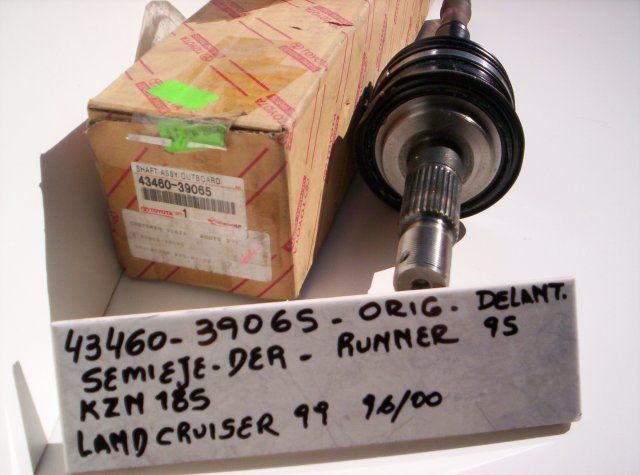 SHAFT ASSY, OUTBOARD
43460-39065
TOYOTA 1
43460-39065-ORIG. DELANT.
SEMIEJE-DER-RUNNER 95
KZN 185
LAND CRUISER 99 96/00